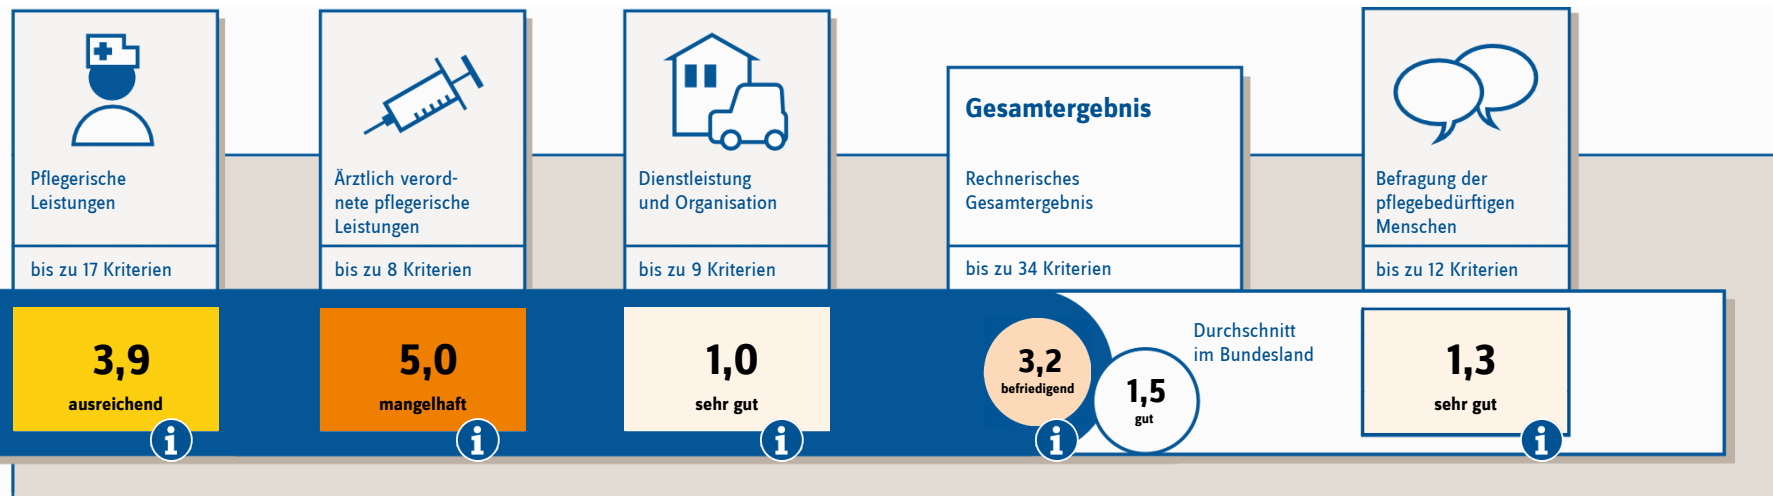 Pflegerische
Leistungen
bis zu 17 Kriterien
3,9
ausreichend
i
Ärztlich verord-
nete pflegerische
Leistungen
bis zu 8 Kriterien
5,0
mangelhaft
i
Dienstleistung
und Organisation
bis zu 9 Kriterien
1,0
sehr gut
i
Gesamtergebnis
Rechnerisches
Gesamtergebnis
bis zu 34 Kriterien
3,2
befriedigend
i
1,5
gut
Durchschnitt
im Bundesland
Befragung der
pflegebedürftigen
Menschen
bis zu 12 Kriterien
1,3
sehr gut
i